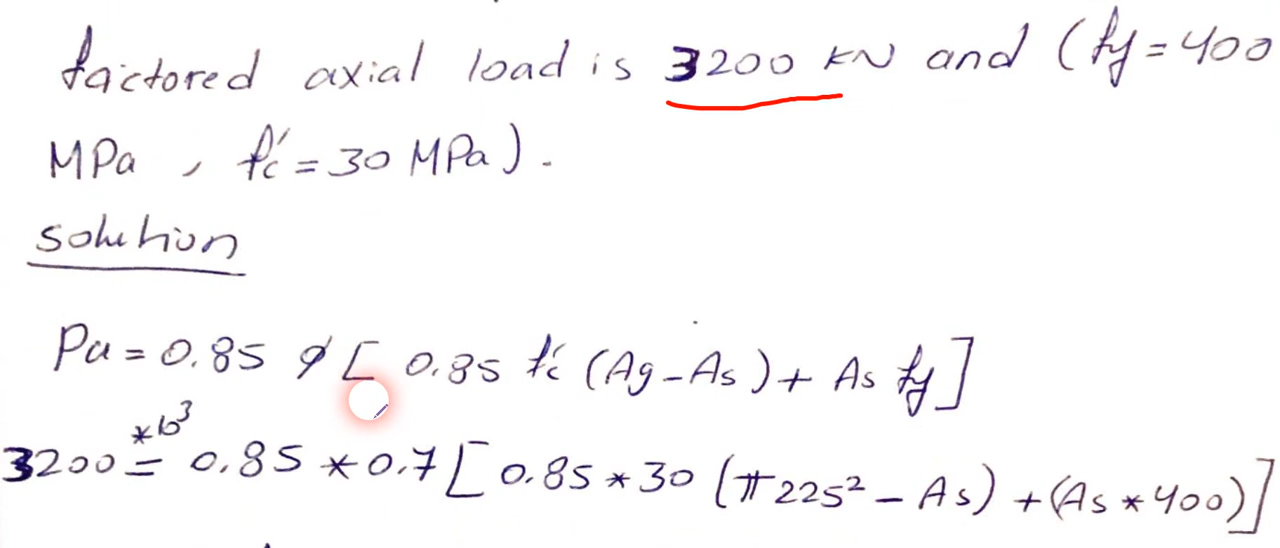 factored axial load is 3200 kN and (fy = 400
MPa, f'c = 30 MPa).
solution
Pu = 0.85 ø [ 0.85 f'c (Ag - As) + As fy ]
3200 *10³ = 0.85 * 0.7 [ 0.85 * 30 (π 225² - As) + (As * 400) ]